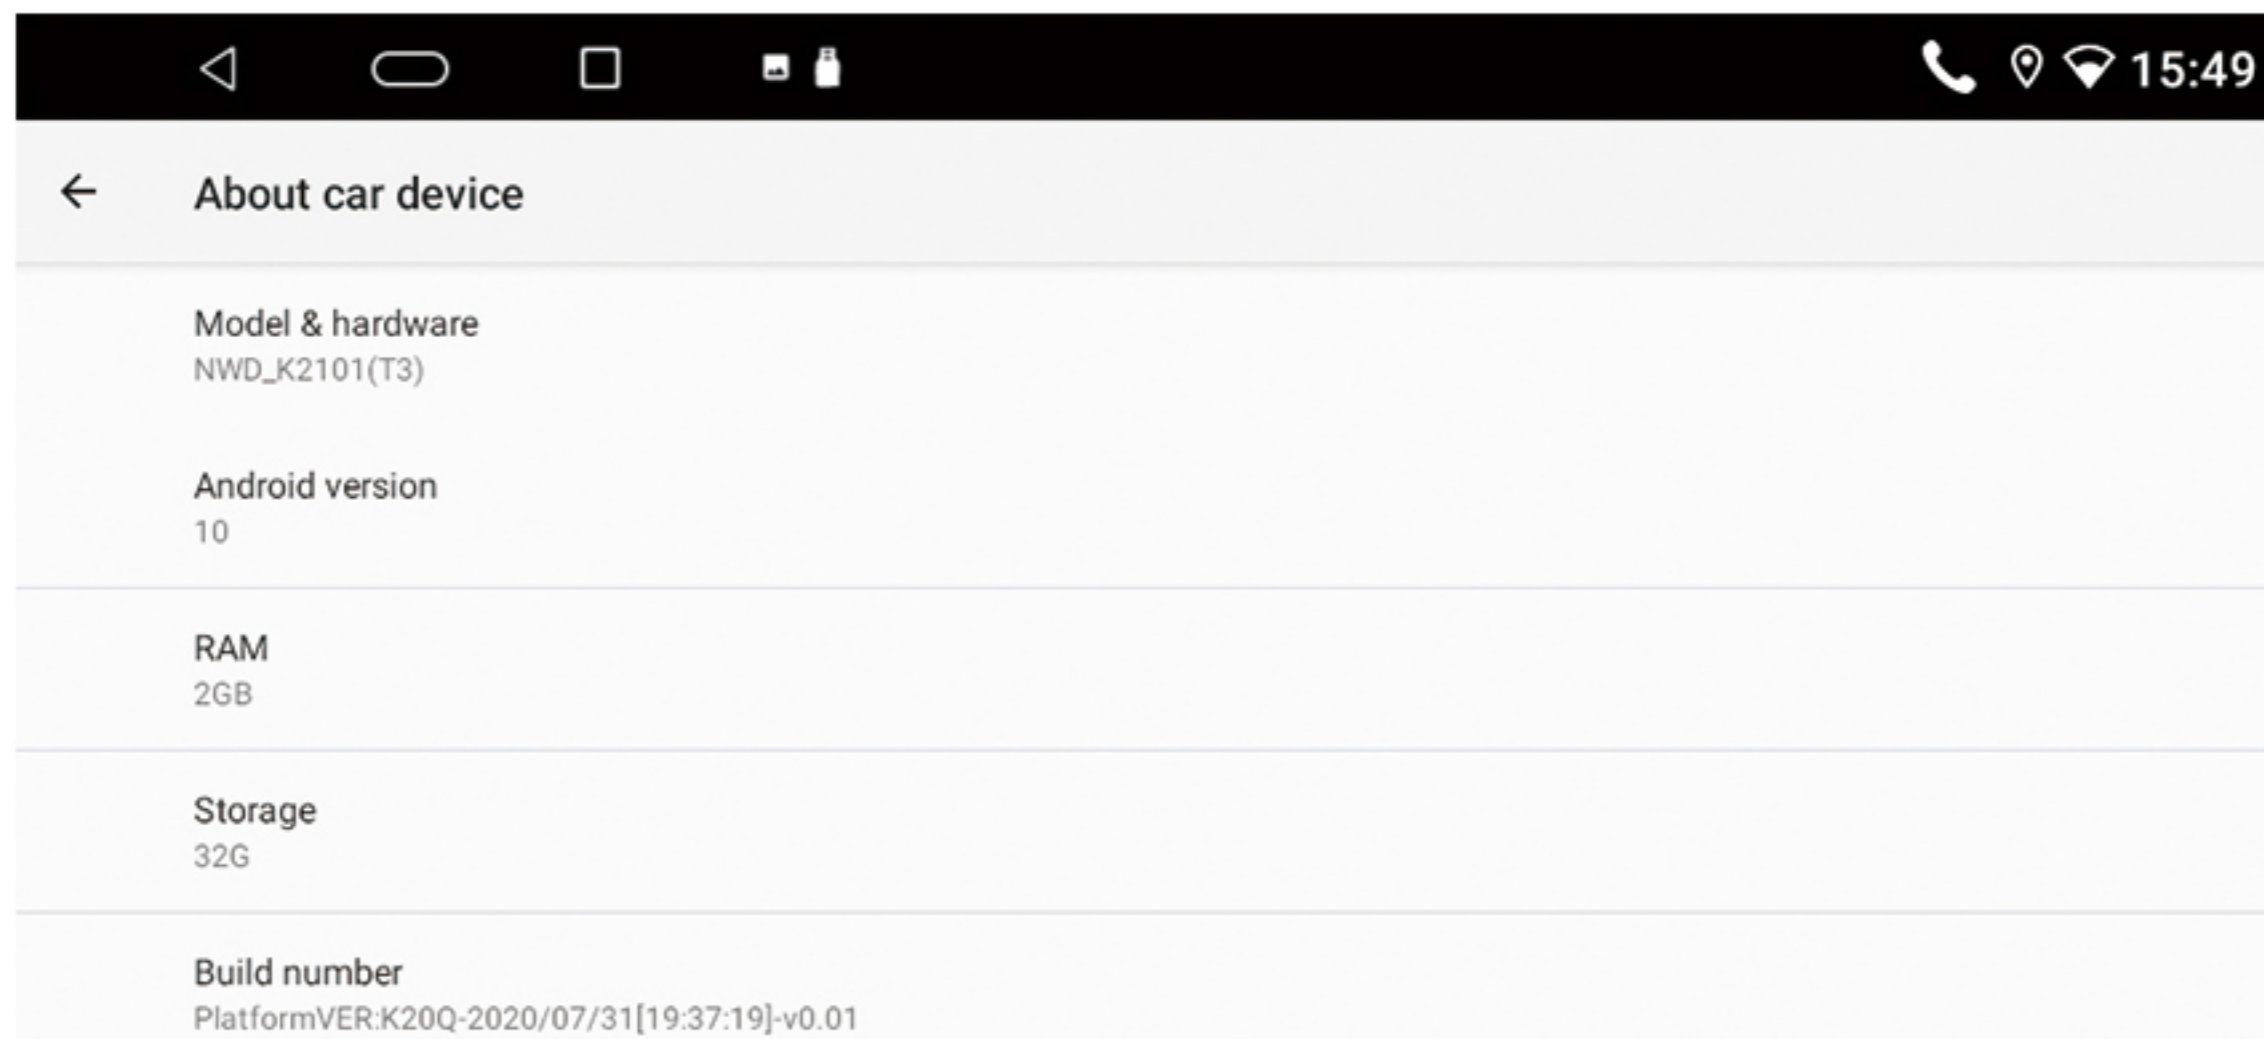 15:49
About car device
Model & hardware
NWD_K2101(T3)
Android version
10
RAM
2GB
Storage
32G
Build number
PlatformVER:K20Q-2020/07/31[19:37:19]-v0.01